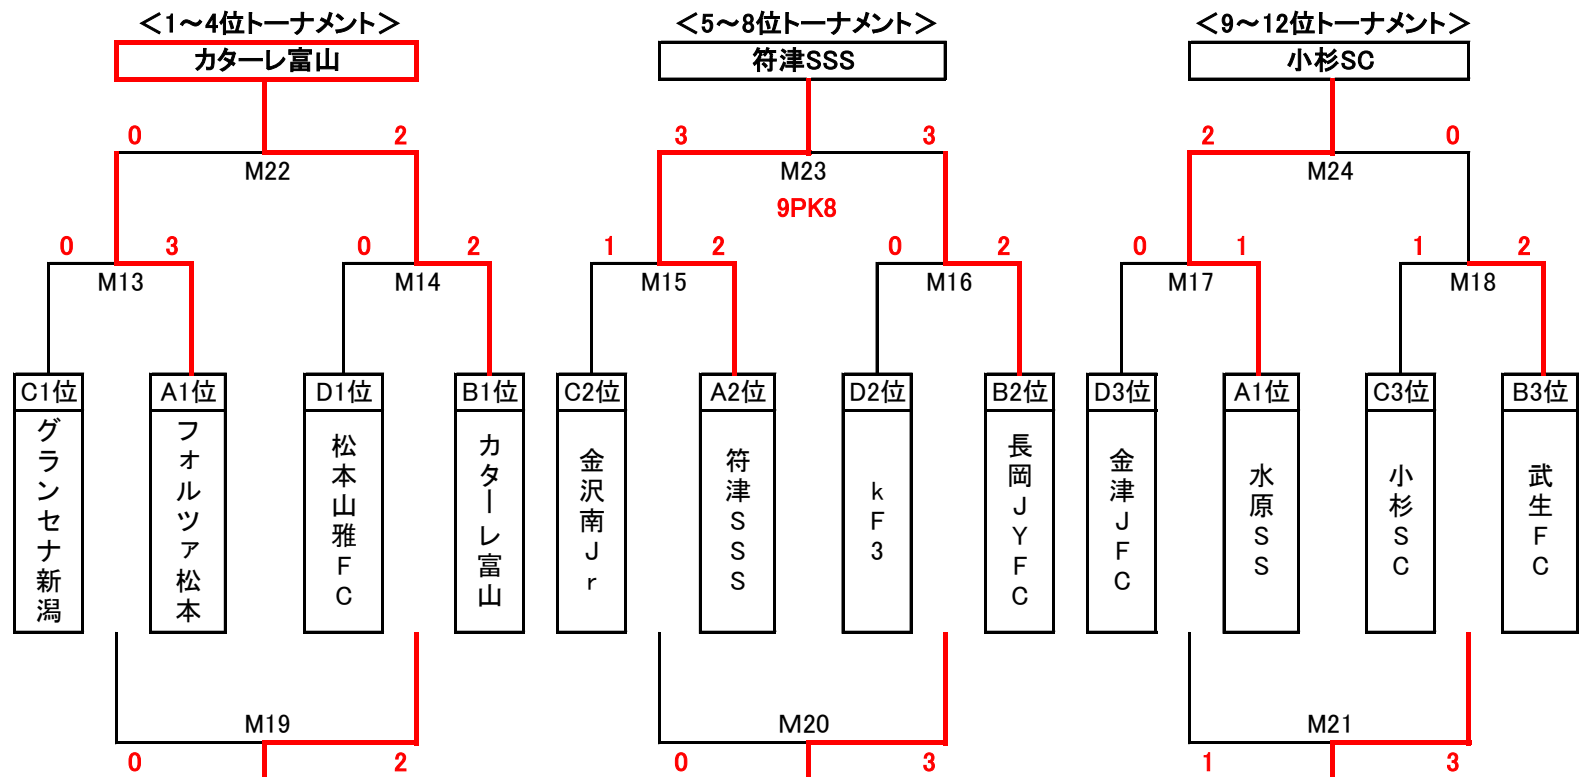 ＜1～4位トーナメント＞
カターレ富山
0 2
M22
0 3 0 2
M13 M14
C1位 A1位 D1位 B1位
グランセナ新潟
フォルツァ松本
松本山雅FC
カターレ富山
M19
0 2
＜5～8位トーナメント＞
符津SSS
3 3
M23
9PK8
1 2 0 2
M15 M16
C2位 A2位 D2位 B2位
金沢南Jr
符津SSS
kF3
長岡JYFC
M20
0 3
＜9～12位トーナメント＞
小杉SC
2 0
M24
0 1 1 2
M17 M18
D3位 A1位 C3位 B3位
金津JFC
水原SS
小杉SC
武生FC
M21
1 3